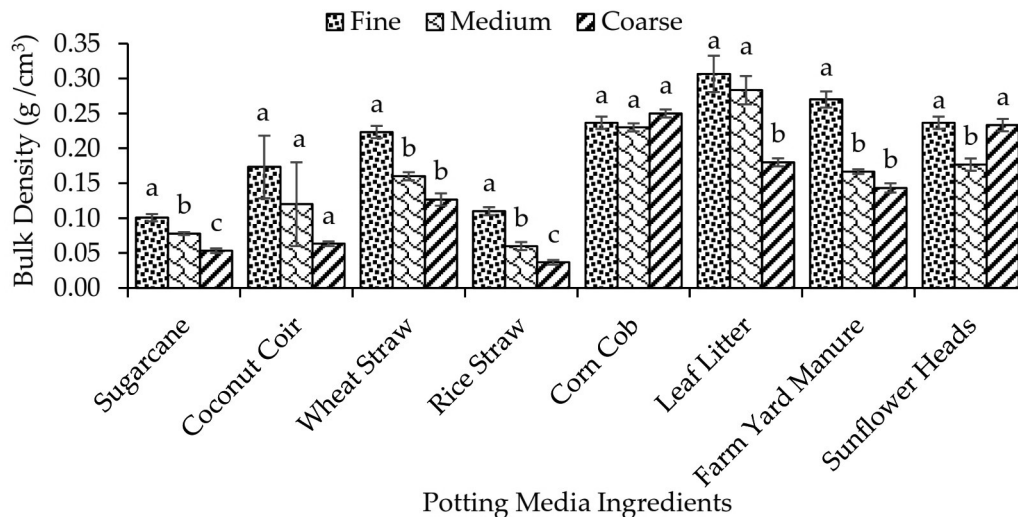 Fine Medium Coarse
Bulk Density (g /cm³)
0.35
0.30
0.25
0.20
0.15
0.10
0.05
0.00
a b c
a a a
a b b
a b c
a a a
a a b
a b b
a b a
Sugarcane
Coconut Coir
Wheat Straw
Rice Straw
Corn Cob
Leaf Litter
Farm Yard Manure
Sunflower Heads
Potting Media Ingredients